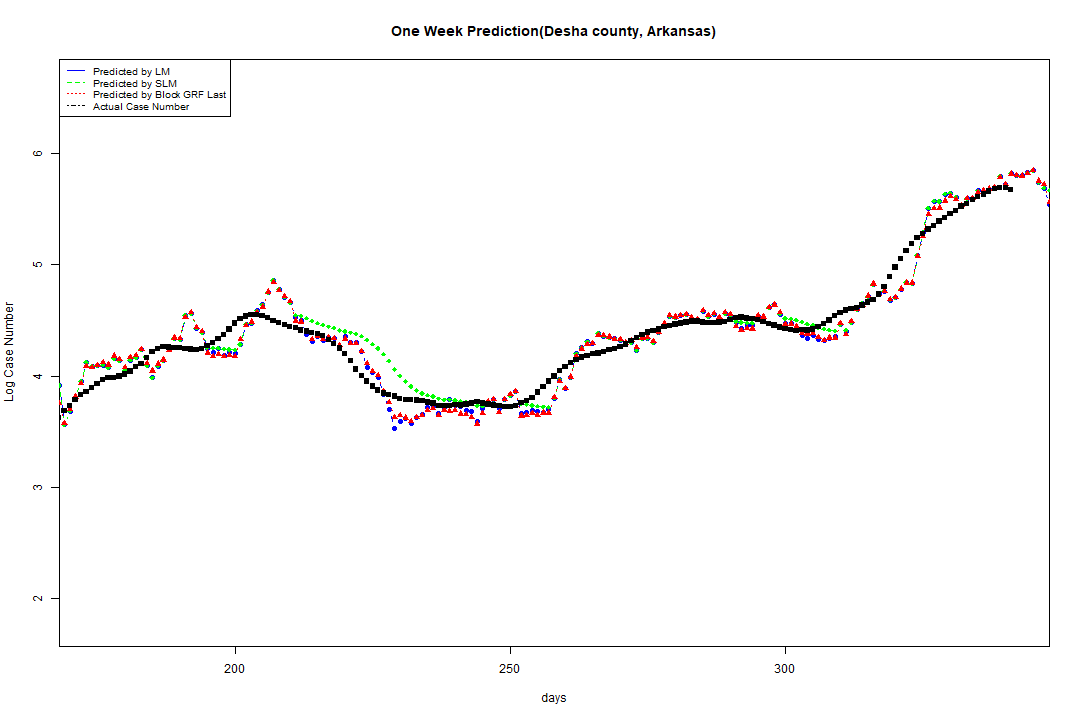 One Week Prediction(Desha county, Arkansas)
Predicted by LM
Predicted by SLM
Predicted by Block GRF Last
Actual Case Number
6
5
4
3
2
Log Case Number
200
250
300
days